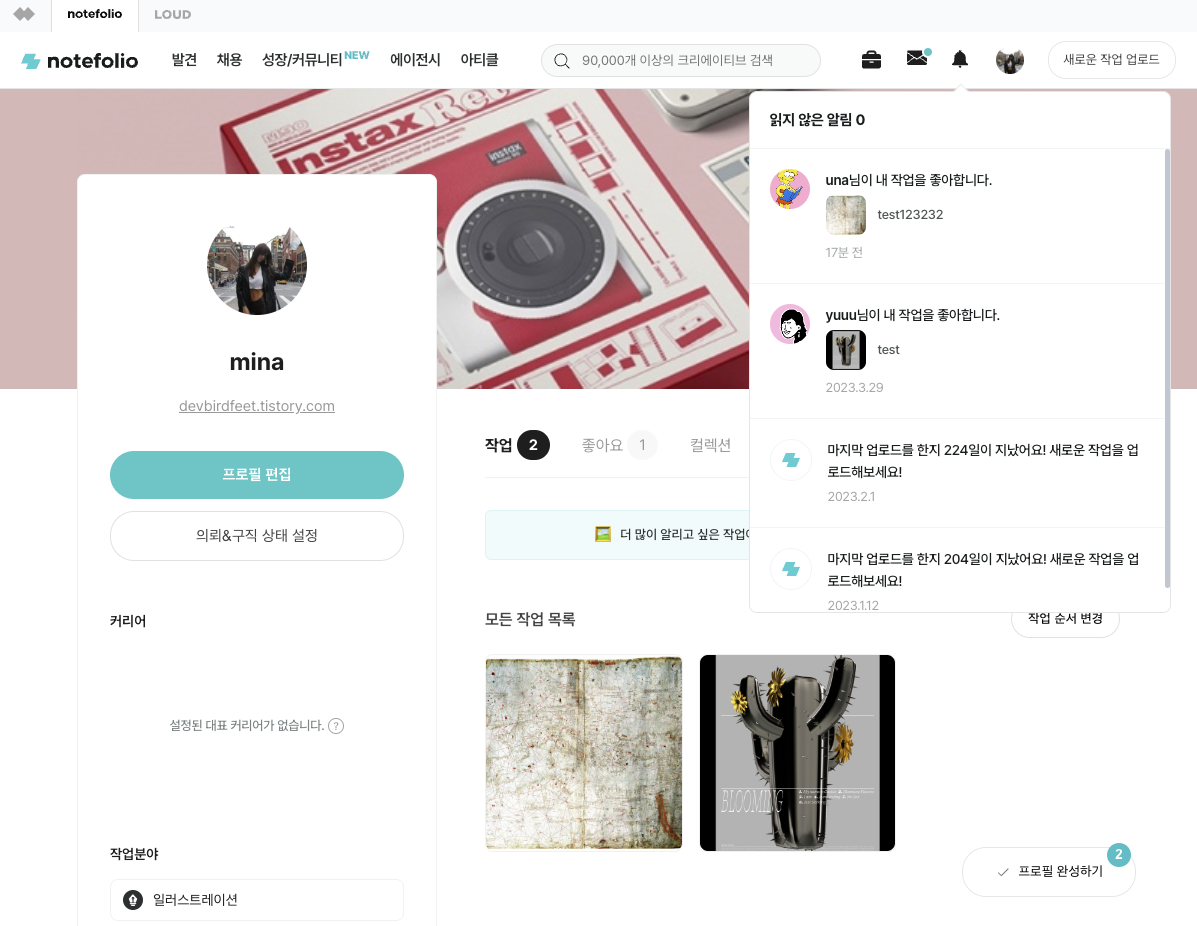 notefolio
LOUD
notefolio
발견
채용
성장/커뮤니티 NEW
에이전시
아티클
90,000개 이상의 크리에이티브 검색
새로운 작업 업로드
M90
Instax
instax
읽지 않은 알림 0
una님이 내 작업을 좋아합니다.
test123232
17분 전
yuuu님이 내 작업을 좋아합니다.
test
2023.3.29
마지막 업로드를 한지 224일이 지났어요! 새로운 작업을 업
로드해보세요!
2023.2.1
마지막 업로드를 한지 204일이 지났어요! 새로운 작업을 업
로드해보세요!
2023.1.12
mina
devbirdfeet.tistory.com
프로필 편집
의뢰&구직 상태 설정
커리어
설정된 대표 커리어가 없습니다. ?
작업분야
일러스트레이션
작업 2
좋아요 1
컬렉션
더 많이 알리고 싶은 작업이
모든 작업 목록
작업 순서 변경
BLOOMING
프로필 완성하기
2